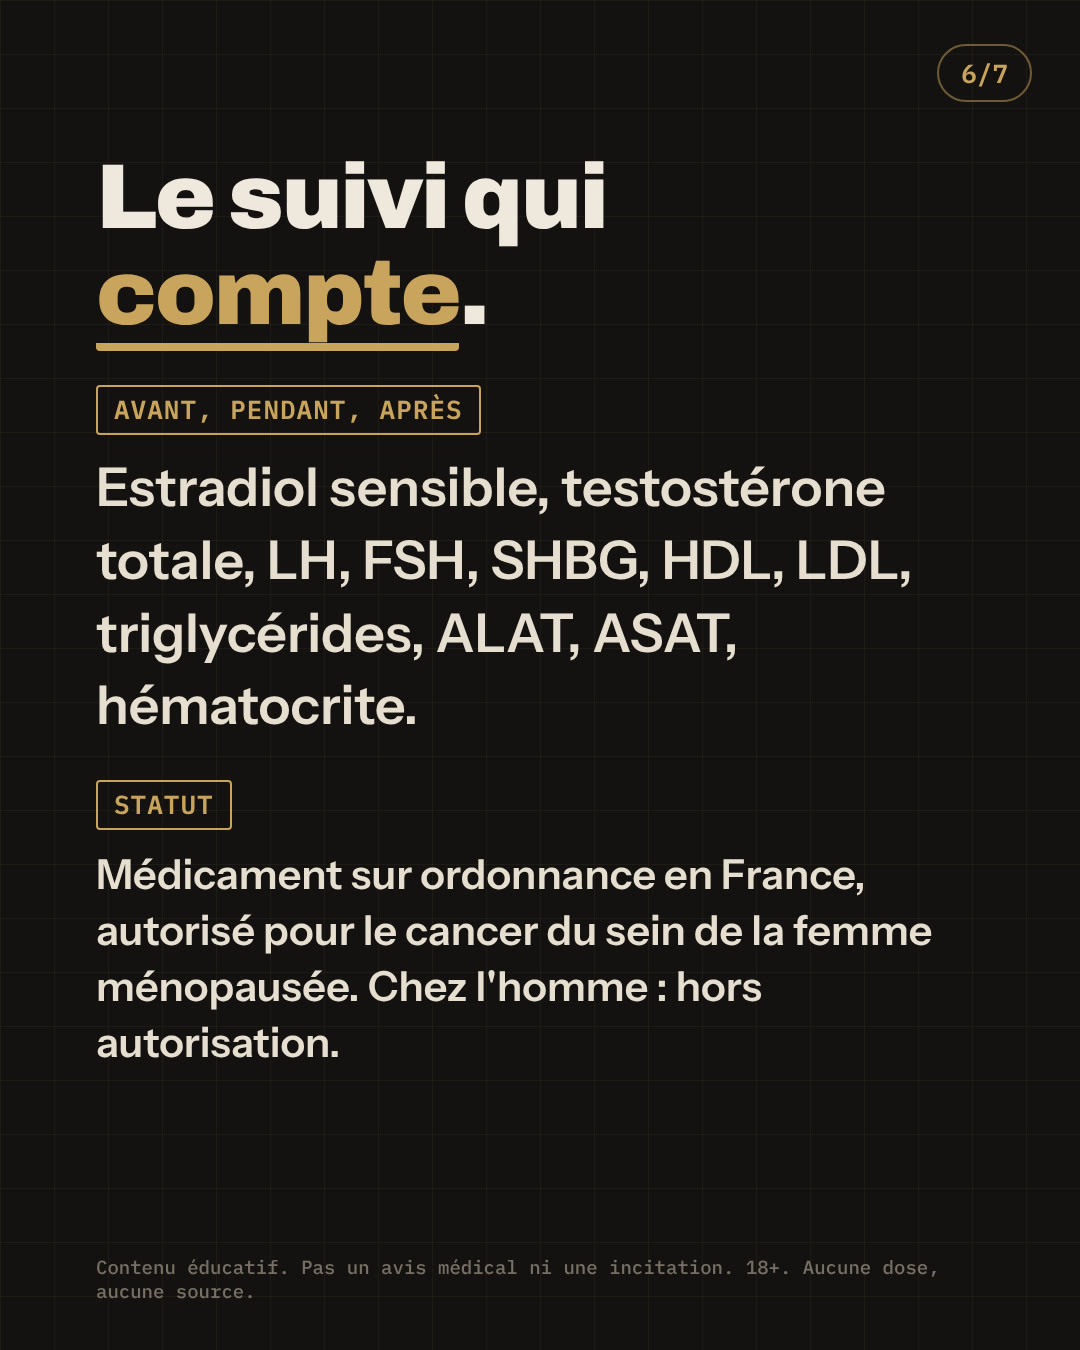 6/7
Le suivi qui
compte.
AVANT, PENDANT, APRÈS
Estradiol sensible, testostérone
totale, LH, FSH, SHBG, HDL, LDL,
triglycérides, ALAT, ASAT,
hématocrite.
STATUT
Médicament sur ordonnance en France,
autorisé pour le cancer du sein de la femme
ménopausée. Chez l'homme : hors
autorisation.
Contenu éducatif. Pas un avis médical ni une incitation. 18+. Aucune dose,
aucune source.